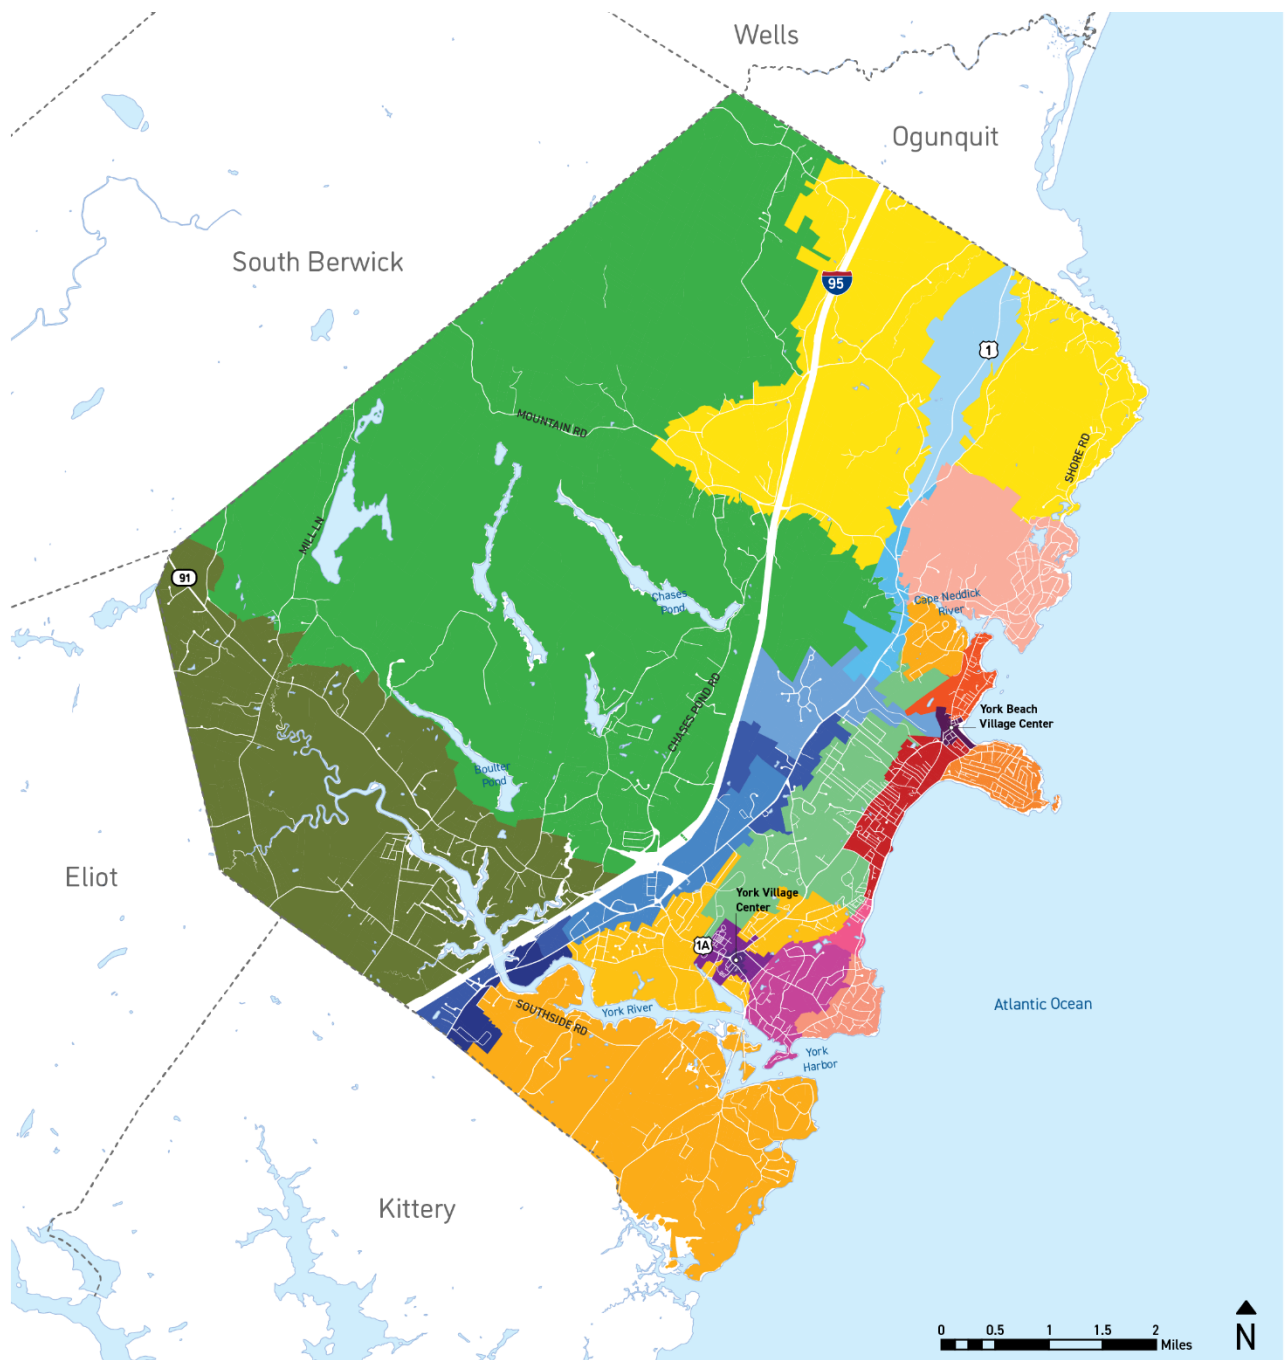 Wells
Ogunquit
South Berwick
95
1
MOUNTAIN RD
SHORE RD
MILL LN
91
Chases
Pond
Cape Neddick
River
CHASES POND RD
York Beach
Village Center
Boulter
Pond
Eliot
York Village
Center
1A
Atlantic Ocean
SOUTHSIDE RD
York River
York
Harbor
Kittery
0 0.5 1 1.5 2
Miles
N